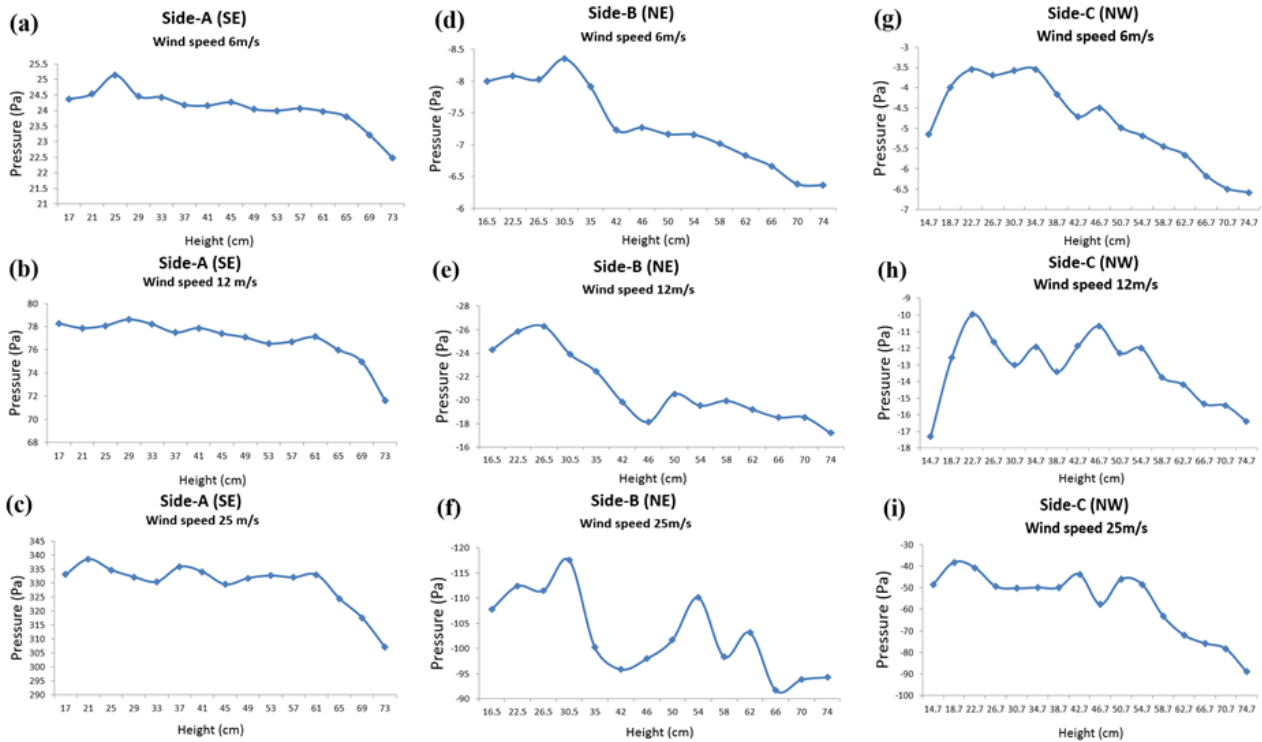 (a)
Side-A (SE)
Wind speed 6m/s
Pressure (Pa)
25.5
25
24.5
24
23.5
23
22.5
22
21.5
21
17 21 25 29 33 37 41 45 49 53 57 61 65 69 73
Height (cm)
(d)
Side-B (NE)
Wind speed 6m/s
Pressure (Pa)
-8.5
-8
-7.5
-7
-6.5
-6
16.5 22.5 26.5 30.5 35 42 46 50 54 58 62 66 70 74
Height (cm)
(g)
Side-C (NW)
Wind speed 6m/s
Pressure (Pa)
-3
-3.5
-4
-4.5
-5
-5.5
-6
-6.5
-7
14.7 18.7 22.7 26.7 30.7 34.7 38.7 42.7 46.7 50.7 54.7 58.7 62.7 66.7 70.7 74.7
Height (cm)
(b)
Side-A (SE)
Wind speed 12 m/s
Pressure (Pa)
80
78
76
74
72
70
68
17 21 25 29 33 37 41 45 49 53 57 61 65 69 73
Height (cm)
(e)
Side-B (NE)
Wind speed 12m/s
Pressure (Pa)
-28
-26
-24
-22
-20
-18
-16
16.5 22.5 26.5 30.5 35 42 46 50 54 58 62 66 70 74
Height (cm)
(h)
Side-C (NW)
Wind speed 12m/s
Pressure (Pa)
-9
-10
-11
-12
-13
-14
-15
-16
-17
-18
14.7 18.7 22.7 26.7 30.7 34.7 38.7 42.7 46.7 50.7 54.7 58.7 62.7 66.7 70.7 74.7
Height (cm)
(c)
Side-A (SE)
Wind speed 25 m/s
Pressure (Pa)
345
340
335
330
325
320
315
310
305
300
295
290
17 21 25 29 33 37 41 45 49 53 57 61 65 69 73
Height (cm)
(f)
Side-B (NE)
Wind speed 25m/s
Pressure (Pa)
-120
-115
-110
-105
-100
-95
-90
16.5 22.5 26.5 30.5 35 42 46 50 54 58 62 66 70 74
Height (cm)
(i)
Side-C (NW)
Wind speed 25m/s
Pressure (Pa)
-30
-40
-50
-60
-70
-80
-90
-100
14.7 18.7 22.7 26.7 30.7 34.7 38.7 42.7 46.7 50.7 54.7 58.7 62.7 66.7 70.7 74.7
Height (cm)